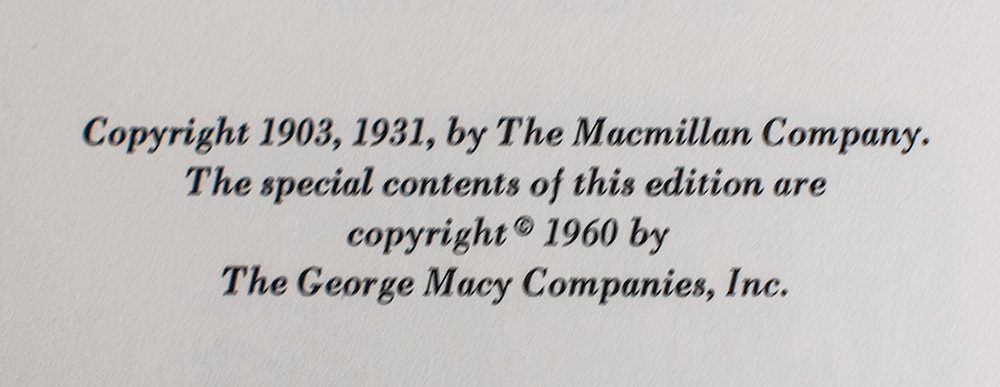 Copyright 1903, 1931, by The Macmillan Company.
The special contents of this edition are
copyright © 1960 by
The George Macy Companies, Inc.